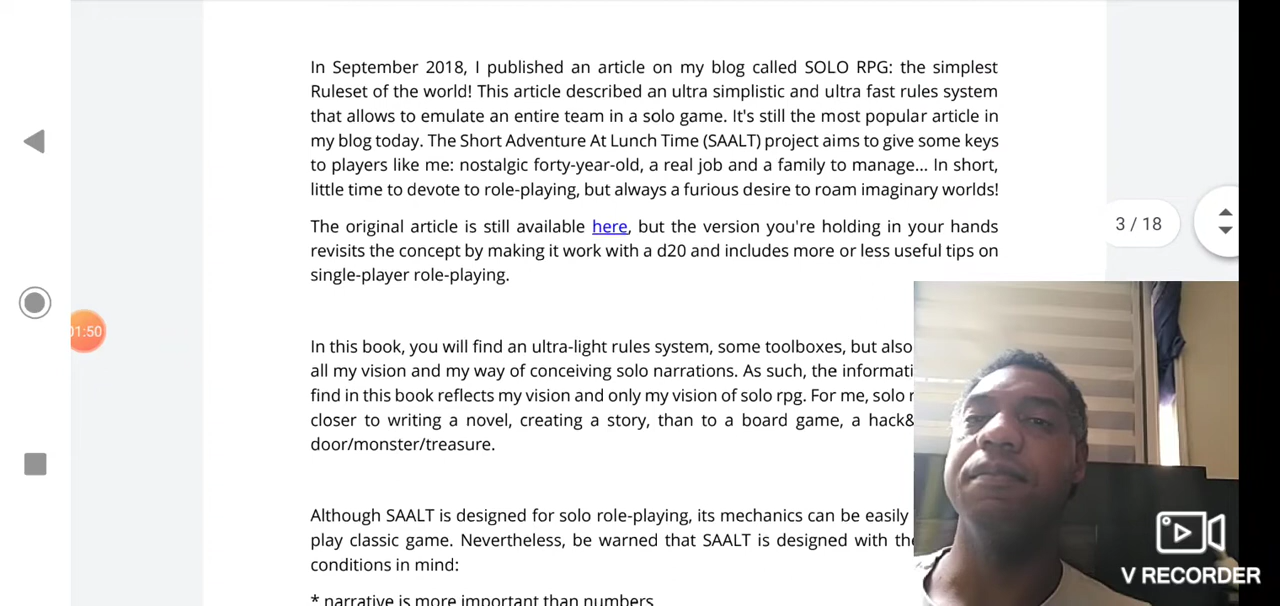 In September 2018, I published an article on my blog called SOLO RPG: the simplest
Ruleset of the world! This article described an ultra simplistic and ultra fast rules system
that allows to emulate an entire team in a solo game. It's still the most popular article in
my blog today. The Short Adventure At Lunch Time (SAALT) project aims to give some keys
to players like me: nostalgic forty-year-old, a real job and a family to manage... In short,
little time to devote to role-playing, but always a furious desire to roam imaginary worlds!
The original article is still available here, but the version you're holding in your hands
revisits the concept by making it work with a d20 and includes more or less useful tips on
single-player role-playing.
3 / 18
01:50
In this book, you will find an ultra-light rules system, some toolboxes, but also
all my vision and my way of conceiving solo narrations. As such, the informati
find in this book reflects my vision and only my vision of solo rpg. For me, solo r
closer to writing a novel, creating a story, than to a board game, a hack&
door/monster/treasure.
Although SAALT is designed for solo role-playing, its mechanics can be easily
play classic game. Nevertheless, be warned that SAALT is designed with the
conditions in mind:
* narrative is more important than numbers
V RECORDER